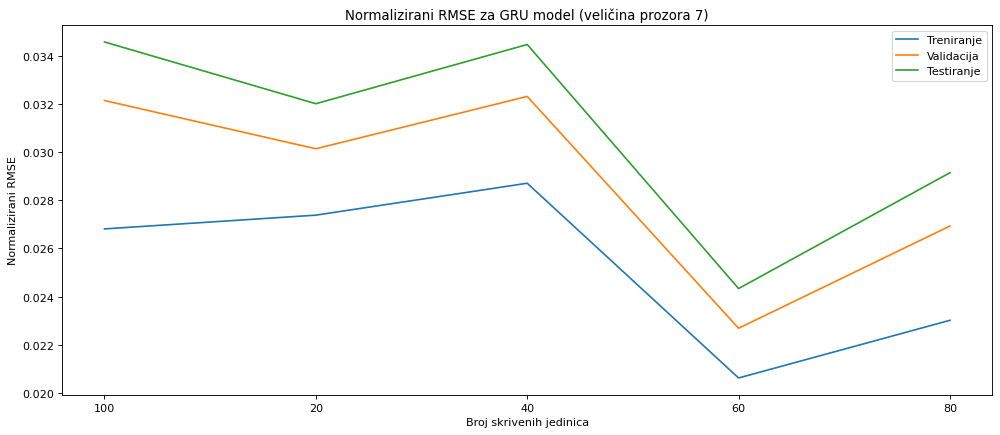 Normalizirani RMSE za GRU model (veličina prozora 7)
Treniranje
Validacija
Testiranje
Normalizirani RMSE
0.034
0.032
0.030
0.028
0.026
0.024
0.022
0.020
100 20 40 60 80
Broj skrivenih jedinica